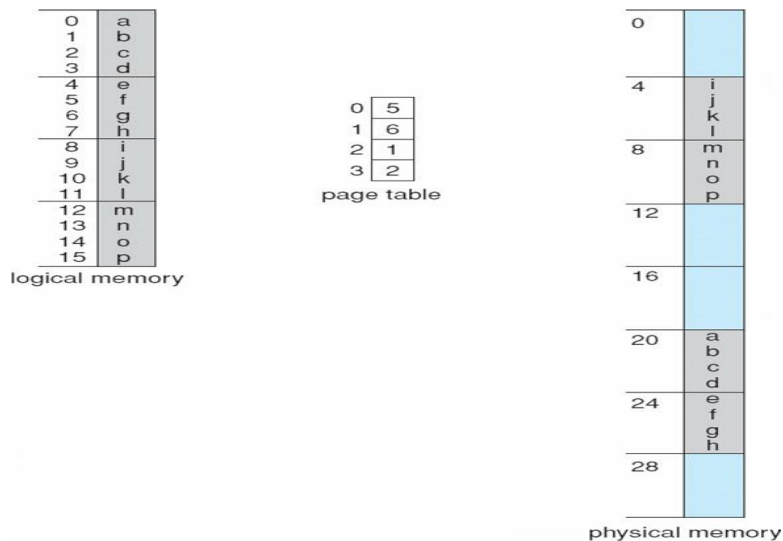 0 a
1 b
2 c
3 d
4 e
5 f
6 g
7 h
8 i
9 j
10 k
11 l
12 m
13 n
14 o
15 p
logical memory
0 5
1 6
2 1
3 2
page table
0
4 i
j
k
l
8 m
n
o
p
12
16
20 a
b
c
d
24 e
f
g
h
28
physical memory